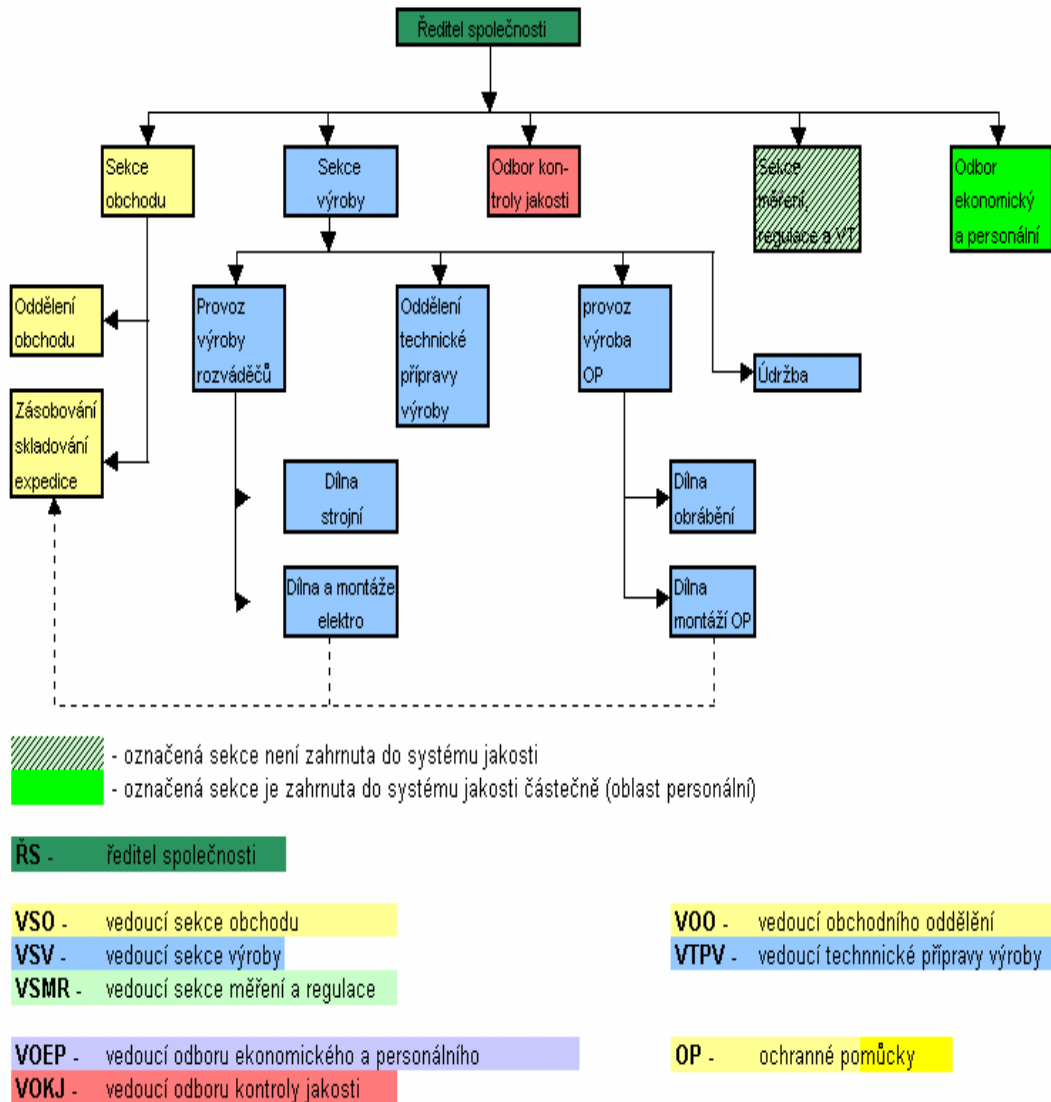 Ředitel společnosti
Sekce
obchodu
Sekce
výroby
Odbor kon-
troly jakosti
Sekce
měření,
regulace a VT
Odbor
ekonomický
a personální
Oddělení
obchodu
Provoz
výroby
rozváděčů
Oddělení
technické
přípravy
výroby
provoz
výroba
OP
Údržba
Zásobování
skladování
expedice
Dílna
strojní
Dílna
obrábění
Dílna a montáže
elektro
Dílna
montáží OP
- označená sekce není zahrnuta do systému jakosti
- označená sekce je zahrnuta do systému jakosti částečně (oblast personální)
ŘS - ředitel společnosti
VSO - vedoucí sekce obchodu
VOO - vedoucí obchodního oddělění
VSV - vedoucí sekce výroby
VTPV - vedoucí technnické přípravy výroby
VSMR - vedoucí sekce měření a regulace
VOEP - vedoucí odboru ekonomického a personálního
OP - ochranné pomůcky
VOKJ - vedoucí odboru kontroly jakosti